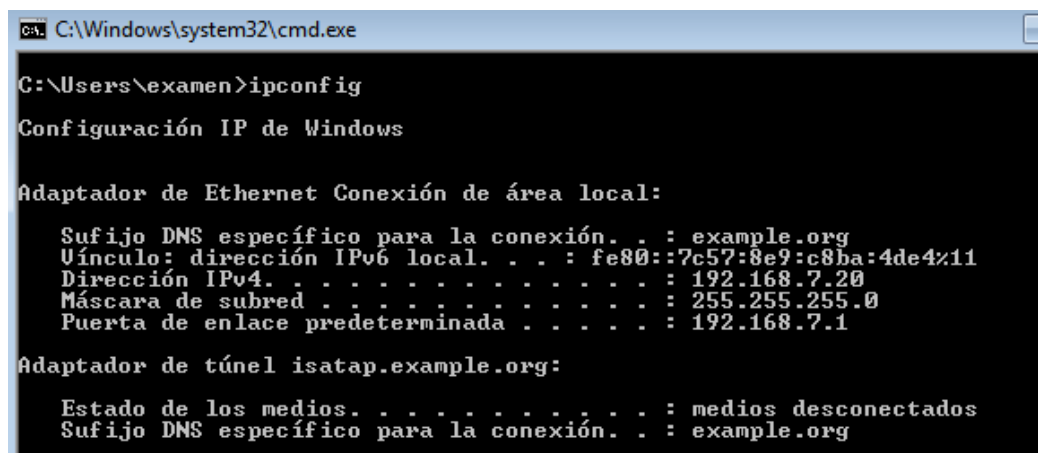 C:\Windows\system32\cmd.exe
C:\Users\examen>ipconfig
Configuración IP de Windows
Adaptador de Ethernet Conexión de área local:
Sufijo DNS específico para la conexión. . : example.org
Vínculo: dirección IPv6 local. . . : fe80::7c57:8e9:c8ba:4de4%11
Dirección IPv4. . . . . . . . . . . . . . : 192.168.7.20
Máscara de subred . . . . . . . . . . . . : 255.255.255.0
Puerta de enlace predeterminada . . . . . : 192.168.7.1
Adaptador de túnel isatap.example.org:
Estado de los medios. . . . . . . . . . . : medios desconectados
Sufijo DNS específico para la conexión. . : example.org